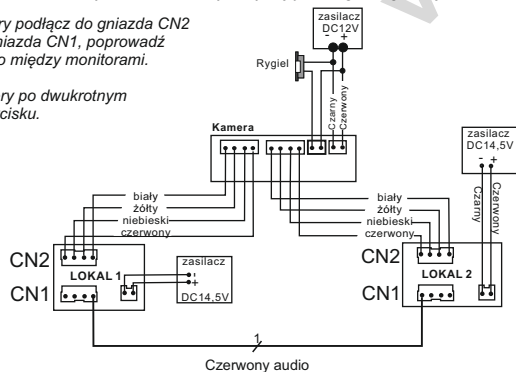 ry podłącz do gniazda CN2
niazda CN1, poprowadź
o między monitorami.
ry po dwukrotnym
cisku.
zasilacz
DC12V
- +
Rygiel
Czarny
Czerwony
Kamera
zasilacz
DC14,5V
- +
Czarny
Czerwony
biały
żółty
niebieski
czerwony
biały
żółty
niebieski
czerwony
CN2
LOKAL 1
CN1
zasilacz
-
+
DC14,5V
CN2
LOKAL 2
CN1
1
Czerwony audio